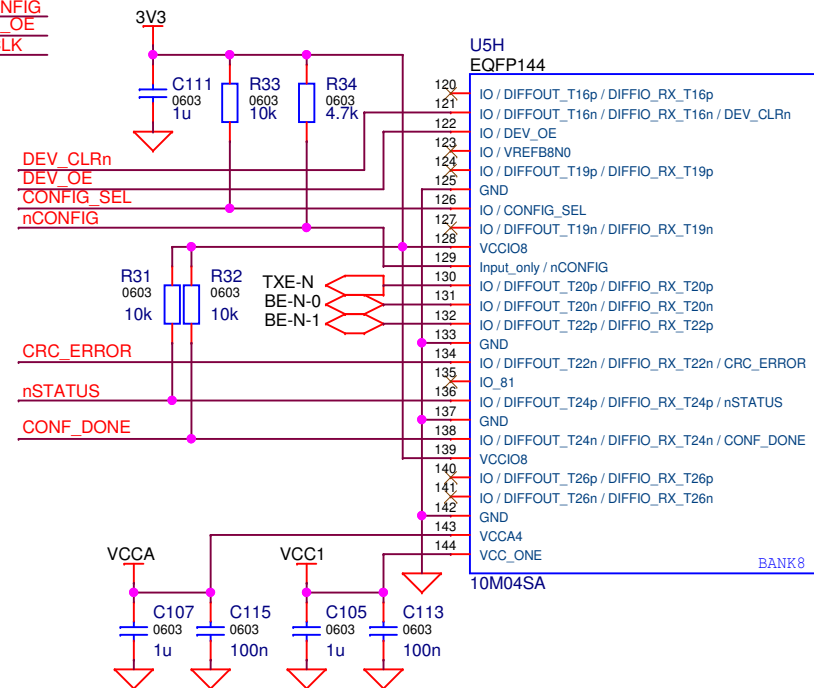 NFIG
_OE
LK
3V3
C111
0603
1u
R33
0603
10k
R34
0603
4.7k
U5H
EQFP144
DEV_CLRn
DEV_OE
CONFIG_SEL
nCONFIG
R31
0603
10k
R32
0603
10k
TXE-N
BE-N-0
BE-N-1
CRC_ERROR
nSTATUS
CONF_DONE
120 IO / DIFFOUT_T16p / DIFFIO_RX_T16p
121 IO / DIFFOUT_T16n / DIFFIO_RX_T16n / DEV_CLRn
122 IO / DEV_OE
123 IO / VREFB8N0
124 IO / DIFFOUT_T19p / DIFFIO_RX_T19p
125 GND
126 IO / CONFIG_SEL
127 IO / DIFFOUT_T19n / DIFFIO_RX_T19n
128 VCCIO8
129 Input_only / nCONFIG
130 IO / DIFFOUT_T20p / DIFFIO_RX_T20p
131 IO / DIFFOUT_T20n / DIFFIO_RX_T20n
132 IO / DIFFOUT_T22p / DIFFIO_RX_T22p
133 GND
134 IO / DIFFOUT_T22n / DIFFIO_RX_T22n / CRC_ERROR
135 IO_81
136 IO / DIFFOUT_T24p / DIFFIO_RX_T24p / nSTATUS
137 GND
138 IO / DIFFOUT_T24n / DIFFIO_RX_T24n / CONF_DONE
139 VCCIO8
140 IO / DIFFOUT_T26p / DIFFIO_RX_T26p
141 IO / DIFFOUT_T26n / DIFFIO_RX_T26n
142 GND
143 VCCA4
144 VCC_ONE
BANK8
10M04SA
VCCA
VCC1
C107
0603
1u
C115
0603
100n
C105
0603
1u
C113
0603
100n